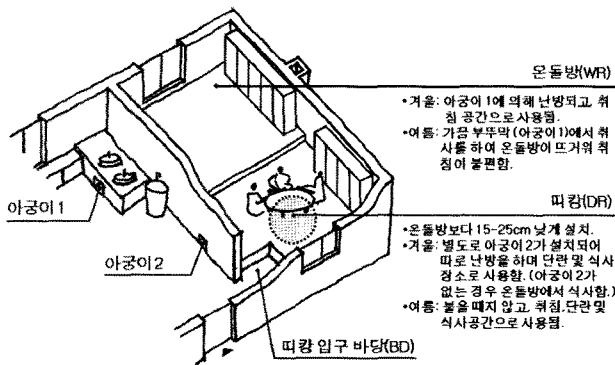 온돌방(WR)
•겨울: 아궁이 1에 의해 난방되고, 취
침 공간으로 사용됨.
•여름: 가끔 부뚜막(아궁이1)에서 취
사를 하여 온돌방이 뜨거워 취
침이 불편함.
띠캉(DR)
•온돌방보다 15-25cm 낮게 설치.
•겨울: 별도로 아궁이 2가 설치되어
따로 난방을 하며 단란 및 식사
장소로 사용함. (아궁이 2가
없는 경우 온돌방에서 식사함.)
•여름: 불을 때지 않고, 취침, 단란 및
식사공간으로 사용됨.
아궁이 1
아궁이 2
띠캉 입구 바당(BD)